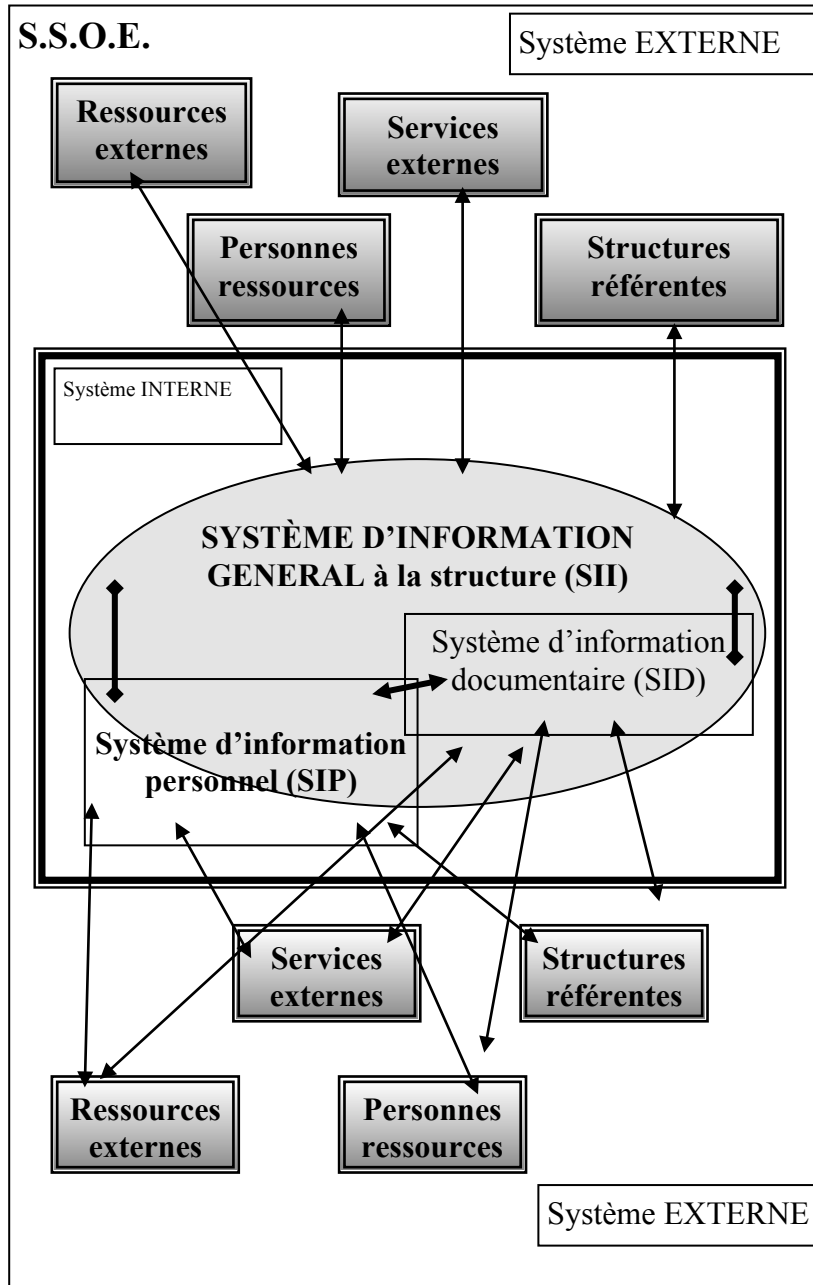 S.S.O.E.
Système EXTERNE
Ressources
externes
Services
externes
Personnes
ressources
Structures
référentes
Système INTERNE
SYSTÈME D’INFORMATION
GENERAL à la structure (SII)
Système d’information
documentaire (SID)
Système d’information
personnel (SIP)
Services
externes
Structures
référentes
Ressources
externes
Personnes
ressources
Système EXTERNE